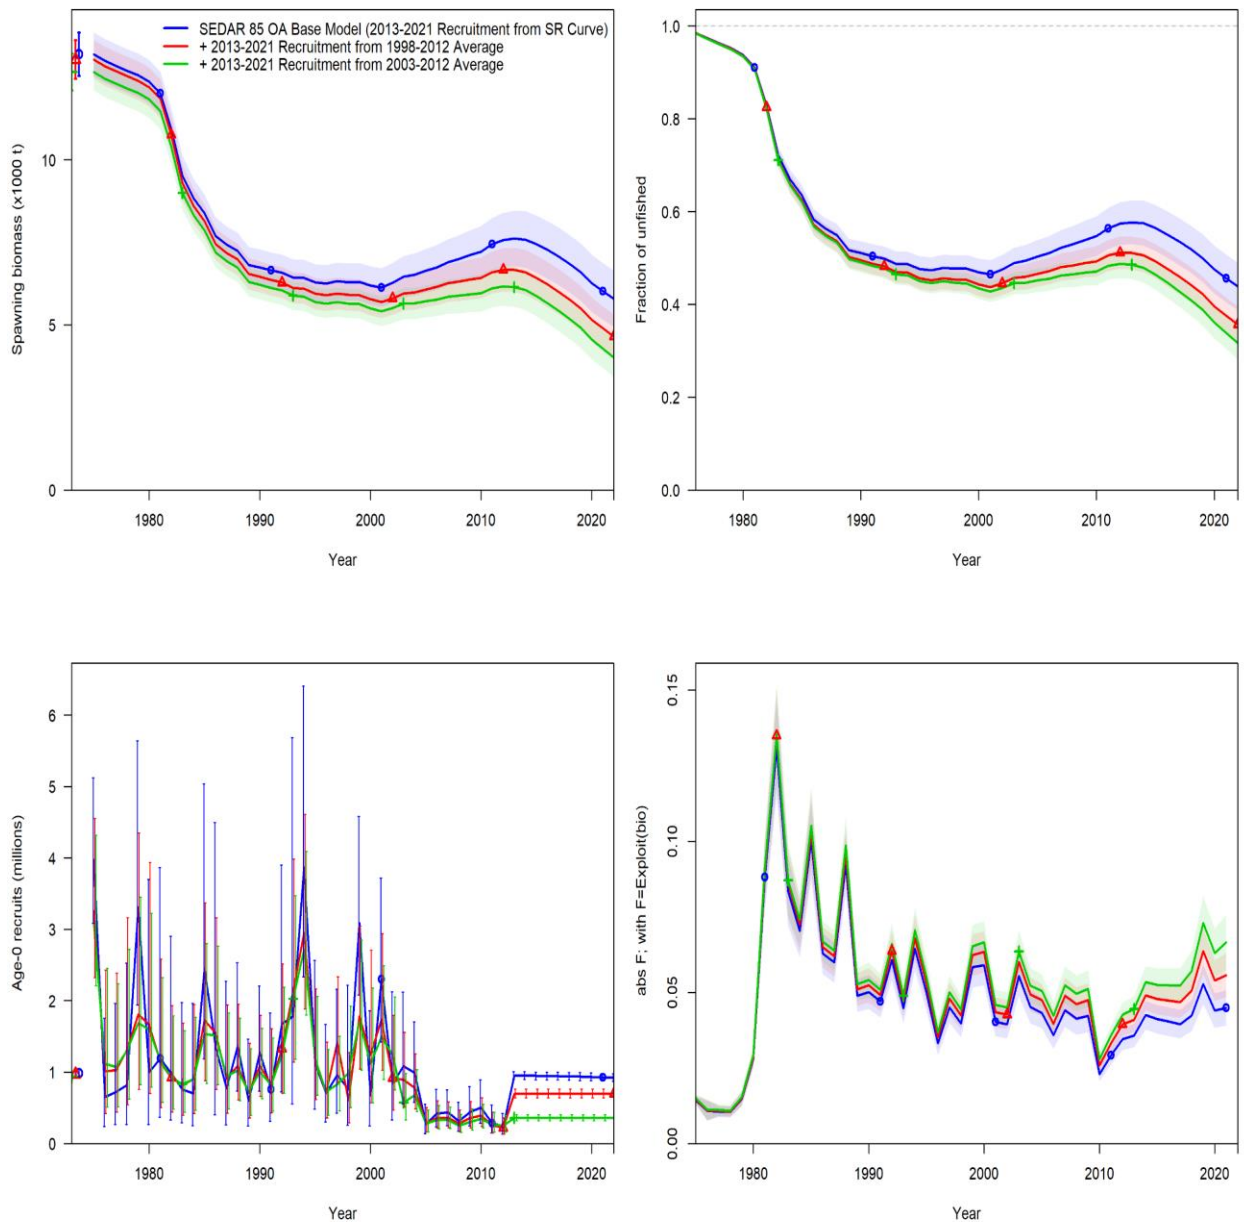 SEDAR 85 OA Base Model (2013-2021 Recruitment from SR Curve)
+ 2013-2021 Recruitment from 1998-2012 Average
+ 2013-2021 Recruitment from 2003-2012 Average
Spawning biomass (x1000 t)
10
5
0
1980 1990 2000 2010 2020
Year
Fraction of unfished
1.0
0.8
0.6
0.4
0.2
0.0
1980 1990 2000 2010 2020
Year
Age-0 recruits (millions)
6
5
4
3
2
1
0
1980 1990 2000 2010 2020
Year
abs F; with F=Exploit(bio)
0.15
0.10
0.05
0.00
1980 1990 2000 2010 2020
Year